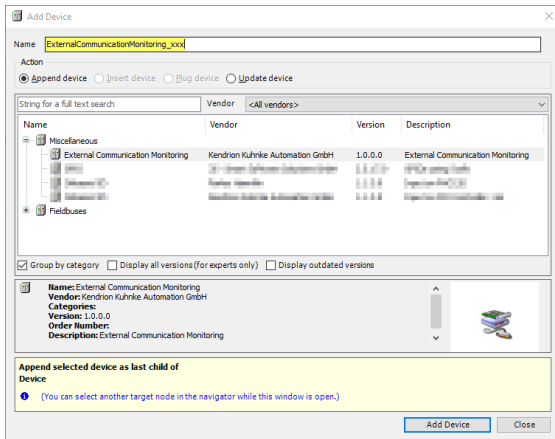 Add Device
Name ExternalCommunicationMonitoring_xxx
Action
Append device Insert device Plug device Update device
String for a full text search Vendor <All vendors>
Name Vendor Version Description
Miscellaneous
External Communication Monitoring Kendrion Kuhnke Automation GmbH 1.0.0.0 External Communication Monitoring
Fieldbuses
Group by category Display all versions (for experts only) Display outdated versions
Name: External Communication Monitoring
Vendor: Kendrion Kuhnke Automation GmbH
Categories:
Version: 1.0.0.0
Order Number:
Description: External Communication Monitoring
Append selected device as last child of
Device
(You can select another target node in the navigator while this window is open.)
Add Device Close